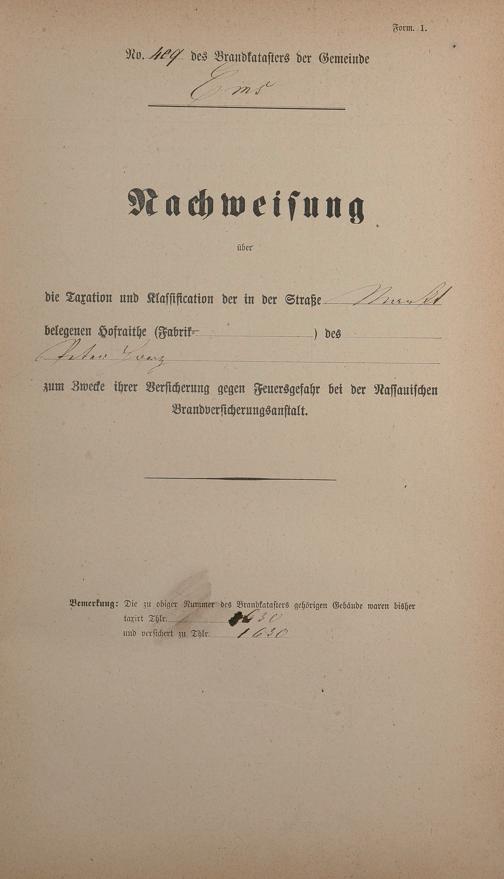 Form. 1.
No. 409 des Brandkatasters der Gemeinde
Ems
Nachweisung
über
die Taxation und Klassification der in der Straße Markt
belegenen Hofraithe (Fabrik- ) des
Peter
zum Zwecke ihrer Versicherung gegen Feuersgefahr bei der Nassauischen
Brandversicherungsanstalt.
Bemerkung: Die zu obiger Nummer des Brandkatasters gehörigen Gebäude waren bisher
taxirt Thlr. 1630
und versichert zu Thlr. 1630